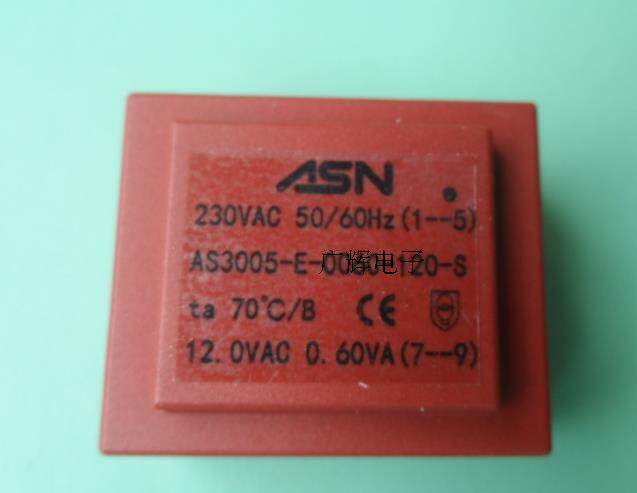 ASN
230VAC 50/60Hz(1--5)
广辉电子
ta 70℃/B CE
12.0VAC 0.60VA(7--9)